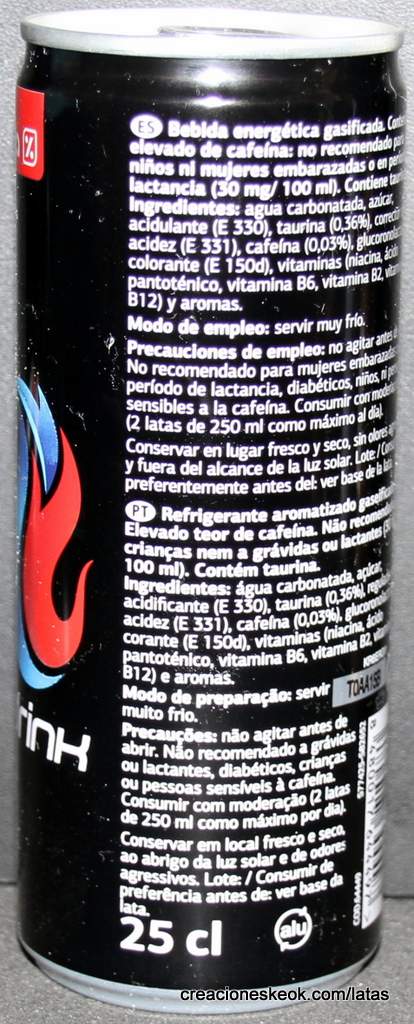 ES Bebida energética gasificada.
elevado de cafeína: no recomendado
niños ni mujeres embarazadas o en
lactancia (30 mg/ 100 ml). Contiene
Ingredientes: agua carbonatada, azúcar,
acidulante (E 330), taurina (0,36%),
acidez (E 331), cafeína (0,03%),
colorante (E 150d), vitaminas (niacina, ácido
pantoténico, vitamina B6, vitamina B2,
B12) y aromas.
Modo de empleo: servir muy frío.
Precauciones de empleo: no agitar antes
No recomendado para mujeres
período de lactancia, diabéticos, niños, ni
sensibles a la cafeína. Consumir con
(2 latas de 250 ml como máximo al día).
Conservar en lugar fresco y seco, sin olores
y fuera del alcance de la luz solar. Lote: /
preferentemente antes del: ver base de la
PT Refrigerante aromatizado
Elevado teor de cafeína. Não
crianças nem a grávidas ou lactantes
100 ml). Contém taurina.
Ingredientes: água carbonatada, açúcar,
acidificante (E 330), taurina (0,36%),
acidez (E 331), cafeína (0,03%),
corante (E 150d), vitaminas (niacina, ácido
pantoténico, vitamina B6, vitamina B2,
B12) e aromas.
Modo de preparação: servir
muito frio.
Precauções: não agitar antes de
abrir. Não recomendado a grávidas
ou lactantes, diabéticos, crianças
ou pessoas sensíveis à cafeína.
Consumir com moderação (2 latas
de 250 ml como máximo por dia).
Conservar em local fresco e seco,
ao abrigo da luz solar e de odores
agressivos. Lote: / Consumir de
preferência antes de: ver base da
lata.
25 cl
alu
%
creacioneskeok.com/latas